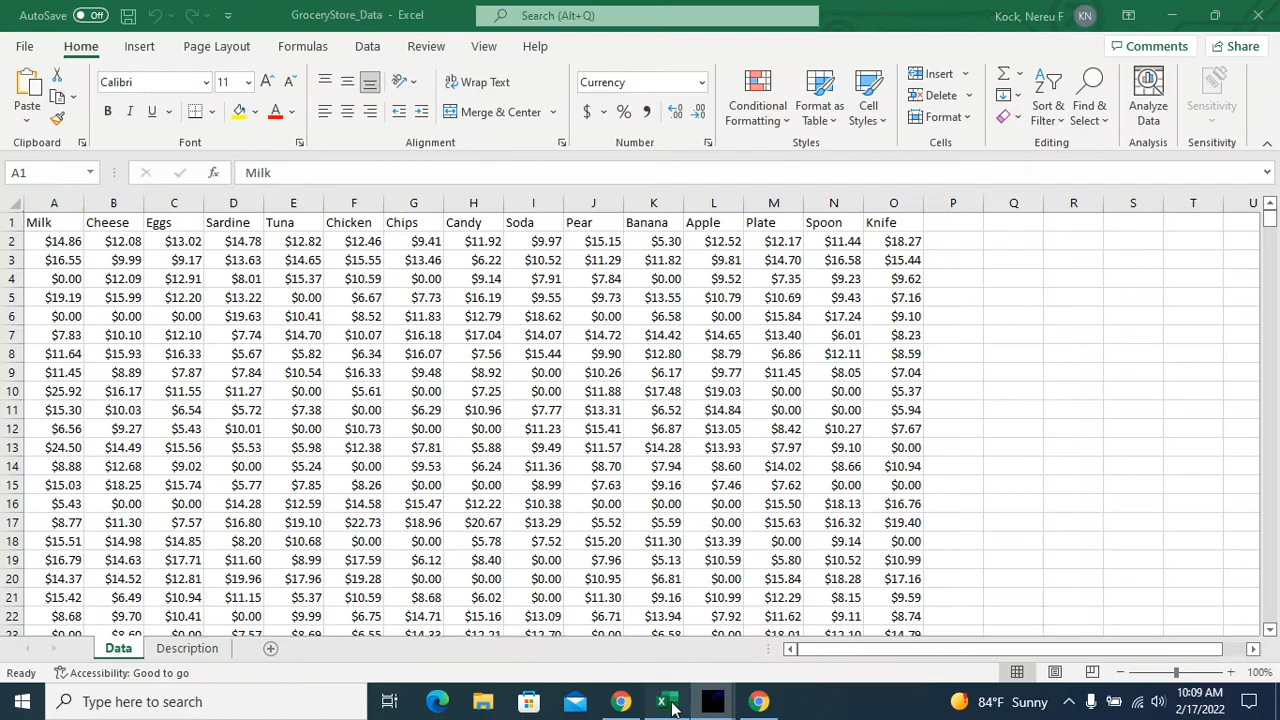 AutoSave Off GroceryStore_Data - Excel Search (Alt+Q) Kock, Nereu F KN
File Home Insert Page Layout Formulas Data Review View Help Comments Share
Paste Calibri 11 Wrap Text Currency Conditional Formatting Format as Table Cell Styles Insert Sort & Filter Find & Select Analyze Data Sensitivity
B I U Merge & Center $ % Delete
Format
Clipboard Font Alignment Number Styles Cells Editing Analysis Sensitivity
A1 fx Milk
A B C D E F G H I J K L M N O P Q R S T U
1 Milk Cheese Eggs Sardine Tuna Chicken Chips Candy Soda Pear Banana Apple Plate Spoon Knife
2 $14.86 $12.08 $13.02 $14.78 $12.82 $12.46 $9.41 $11.92 $9.97 $15.15 $5.30 $12.52 $12.17 $11.44 $18.27
3 $16.55 $9.99 $9.17 $13.63 $14.65 $15.55 $13.46 $6.22 $10.52 $11.29 $11.82 $9.81 $14.70 $16.58 $15.44
4 $0.00 $12.09 $12.91 $8.01 $15.37 $10.59 $0.00 $9.14 $7.91 $7.84 $0.00 $9.52 $7.35 $9.23 $9.62
5 $19.19 $15.99 $12.20 $13.22 $0.00 $6.67 $7.73 $16.19 $9.55 $9.73 $13.55 $10.79 $10.69 $9.43 $7.16
6 $0.00 $0.00 $0.00 $19.63 $10.41 $8.52 $11.83 $12.79 $18.62 $0.00 $6.58 $0.00 $15.84 $17.24 $9.10
7 $7.83 $10.10 $12.10 $7.74 $14.70 $10.07 $16.18 $17.04 $14.07 $14.72 $14.42 $14.65 $13.40 $6.01 $8.23
8 $11.64 $15.93 $16.33 $5.67 $5.82 $6.34 $16.07 $7.56 $15.44 $9.90 $12.80 $8.79 $6.86 $12.11 $8.59
9 $11.45 $8.89 $7.87 $7.84 $10.54 $16.33 $9.48 $8.92 $0.00 $10.26 $6.17 $9.77 $11.45 $8.05 $7.04
10 $25.92 $16.17 $11.55 $11.27 $0.00 $5.61 $0.00 $7.25 $0.00 $11.88 $17.48 $19.03 $0.00 $0.00 $5.37
11 $15.30 $10.03 $6.54 $5.72 $7.38 $0.00 $6.29 $10.96 $7.77 $13.31 $6.52 $14.84 $0.00 $0.00 $5.94
12 $6.56 $9.27 $5.43 $10.01 $0.00 $10.73 $0.00 $0.00 $11.23 $15.41 $6.87 $13.05 $8.42 $10.27 $7.67
13 $24.50 $14.49 $15.56 $5.53 $5.98 $12.38 $7.81 $5.88 $9.49 $11.57 $14.28 $13.93 $7.97 $9.10 $0.00
14 $8.88 $12.68 $9.02 $0.00 $5.24 $0.00 $9.53 $6.24 $11.36 $8.70 $7.94 $8.60 $14.02 $8.66 $10.94
15 $15.03 $18.25 $15.74 $5.77 $7.85 $8.26 $0.00 $0.00 $8.99 $7.63 $9.16 $7.46 $7.62 $0.00 $0.00
16 $5.43 $0.00 $0.00 $14.28 $12.59 $14.58 $15.47 $12.22 $10.38 $0.00 $0.00 $0.00 $15.50 $18.13 $16.76
17 $8.77 $11.30 $7.57 $16.80 $19.10 $22.73 $18.96 $20.67 $13.29 $5.52 $5.59 $0.00 $15.63 $16.32 $19.40
18 $15.51 $14.98 $14.85 $8.20 $10.68 $0.00 $0.00 $5.78 $7.52 $15.20 $11.30 $13.39 $0.00 $9.14 $0.00
19 $16.79 $14.63 $17.71 $11.60 $8.99 $17.59 $6.12 $8.40 $0.00 $7.96 $5.13 $10.59 $5.80 $10.52 $10.99
20 $14.37 $14.52 $12.81 $19.96 $17.96 $19.28 $0.00 $0.00 $0.00 $10.95 $6.81 $0.00 $15.84 $18.28 $17.16
21 $15.42 $6.49 $10.94 $11.15 $5.37 $10.59 $8.68 $6.02 $0.00 $11.30 $9.16 $10.99 $12.29 $8.15 $9.59
22 $8.68 $9.70 $10.41 $0.00 $9.99 $6.75 $14.71 $15.16 $13.09 $6.71 $13.94 $7.92 $11.62 $9.11 $8.74
23 $0.00 $8.60 $0.00 $7.57 $8.69 $6.55 $14.33 $12.21 $12.70 $0.00 $6.58 $0.00 $18.01 $12.10 $14.79
Data Description
Ready Accessibility: Good to go 100%
Type here to search 84°F Sunny 10:09 AM
2/17/2022